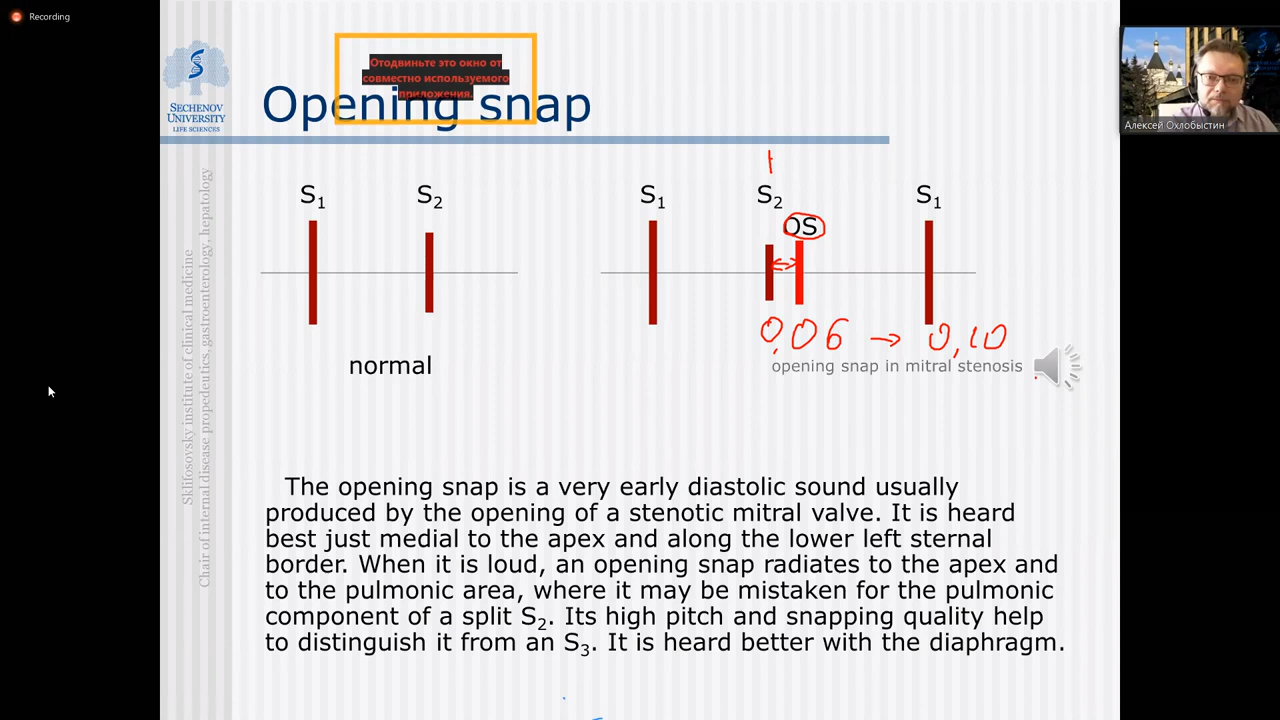 Recording
Отодвиньте это окно от
совместно используемого
приложения.
Opening snap
SECHENOV
UNIVERSITY
LIFE SCIENCES
Алексей Охлобыстин
Sklifosovsky institute of clinical medicine
Chair of internal disease propedeutics, gastroenterology, hepatology
S1 S2 S1 S2 S1
OS
0,06 → 0,10
normal
opening snap in mitral stenosis
The opening snap is a very early diastolic sound usually
produced by the opening of a stenotic mitral valve. It is heard
best just medial to the apex and along the lower left sternal
border. When it is loud, an opening snap radiates to the apex and
to the pulmonic area, where it may be mistaken for the pulmonic
component of a split S2. Its high pitch and snapping quality help
to distinguish it from an S3. It is heard better with the diaphragm.